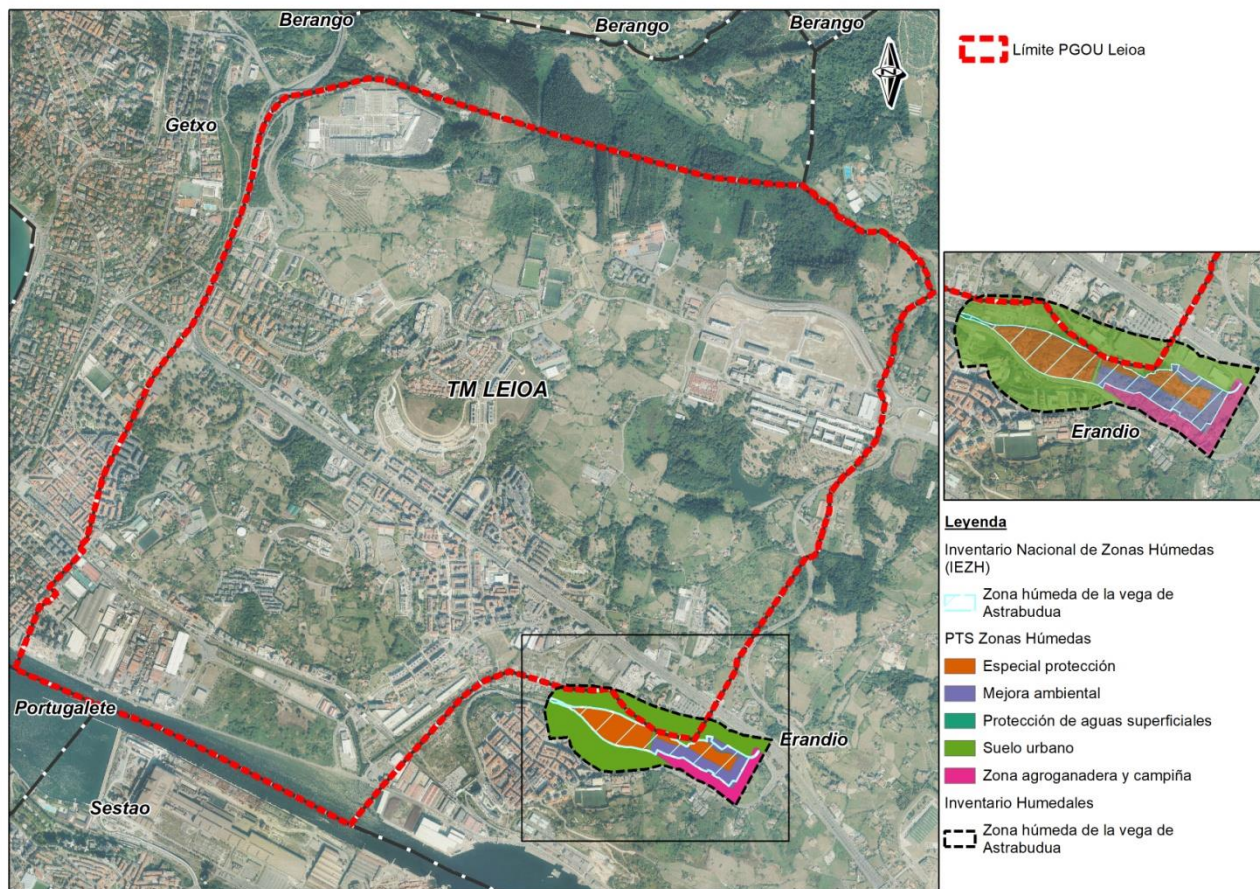 Berango
Berango
Berango
Getxo
TM LEIOA
Portugalete
Sestao
Erandio
N
Límite PGOU Leioa
Erandio
Leyenda
Inventario Nacional de Zonas Húmedas
(IEZH)
Zona húmeda de la vega de
Astrabudua
PTS Zonas Húmedas
Especial protección
Mejora ambiental
Protección de aguas superficiales
Suelo urbano
Zona agroganadera y campiña
Inventario Humedales
Zona húmeda de la vega de
Astrabudua